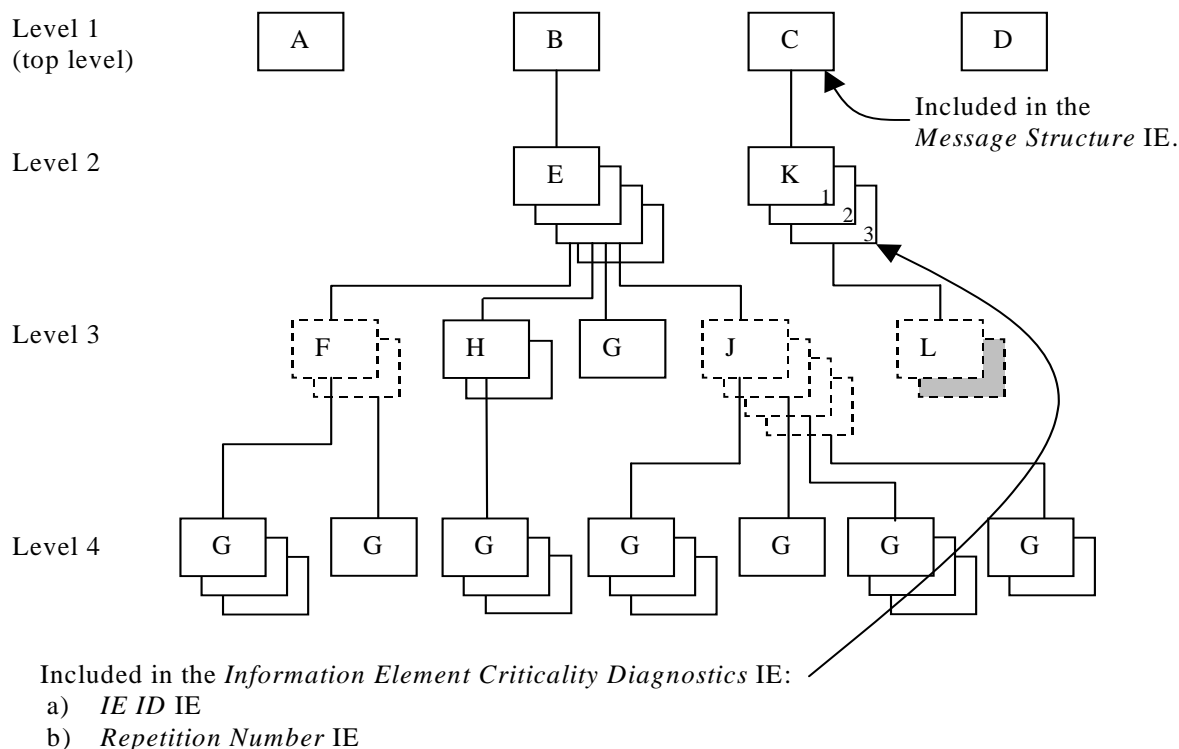 Level 1
(top level)
A
B
C
D
Included in the
Message Structure IE.
Level 2
E
K
1
2
3
Level 3
F
H
G
J
L
Level 4
G
G
G
G
G
G
G
Included in the Information Element Criticality Diagnostics IE:
a) IE ID IE
b) Repetition Number IE